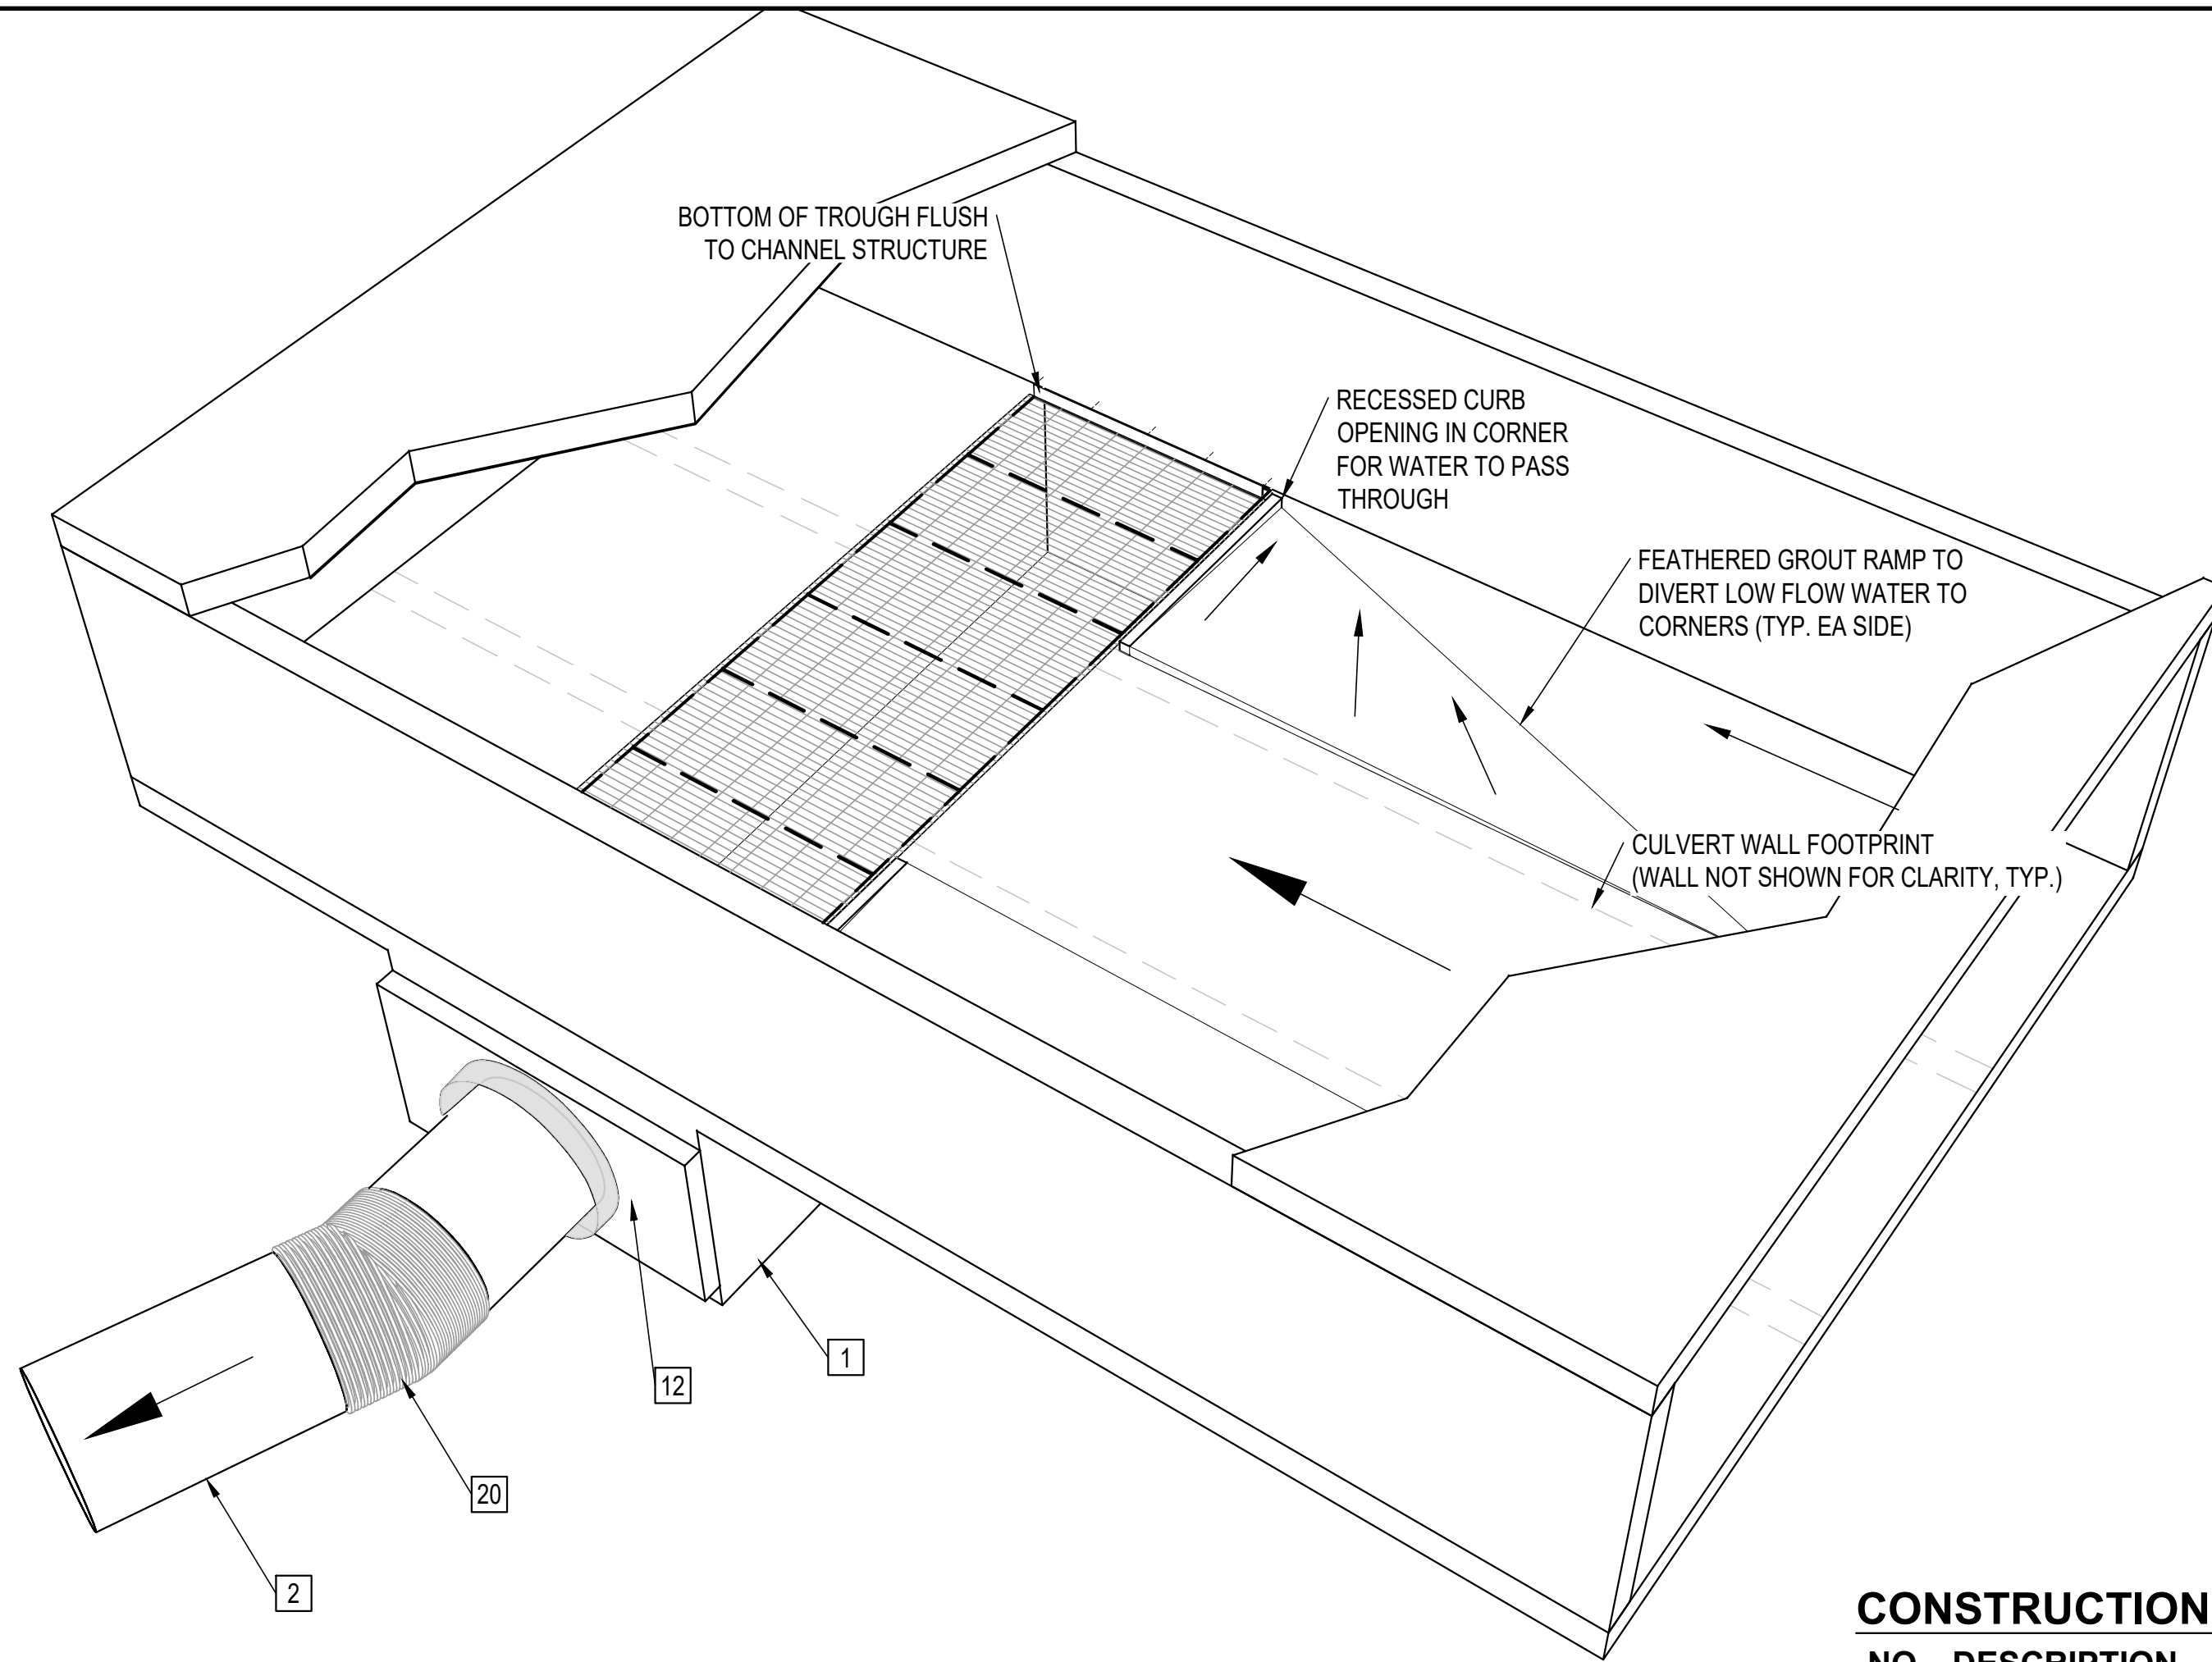 BOTTOM OF TROUGH FLUSH
TO CHANNEL STRUCTURE
RECESSED CURB
OPENING IN CORNER
FOR WATER TO PASS
THROUGH
FEATHERED GROUT RAMP TO
DIVERT LOW FLOW WATER TO
CORNERS (TYP. EA SIDE)
CULVERT WALL FOOTPRINT
(WALL NOT SHOWN FOR CLARITY, TYP.)
1
12
20
2
CONSTRUCTION
NO. DESCRIPTION